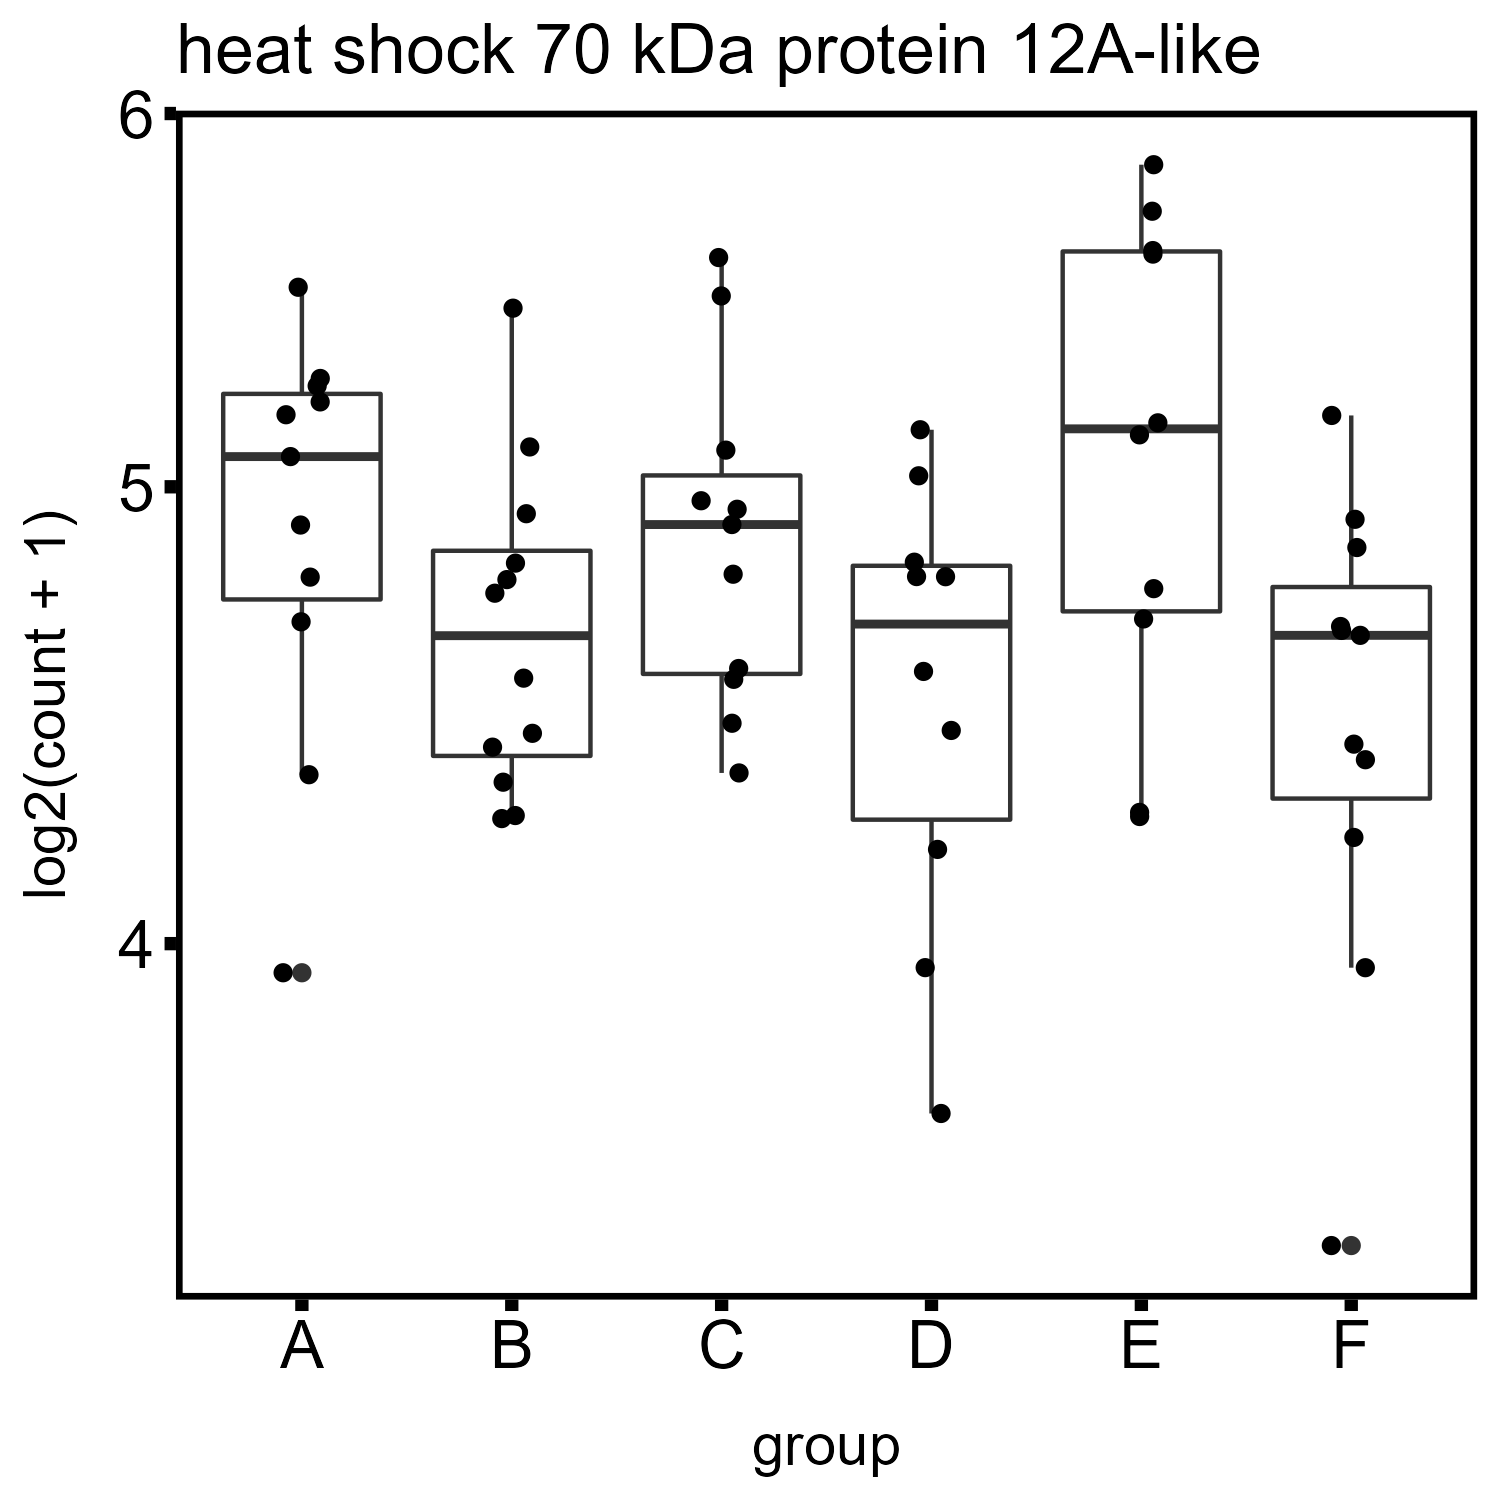 heat shock 70 kDa protein 12A-like
6
5
4
log2(count + 1)
A B C D E F
group